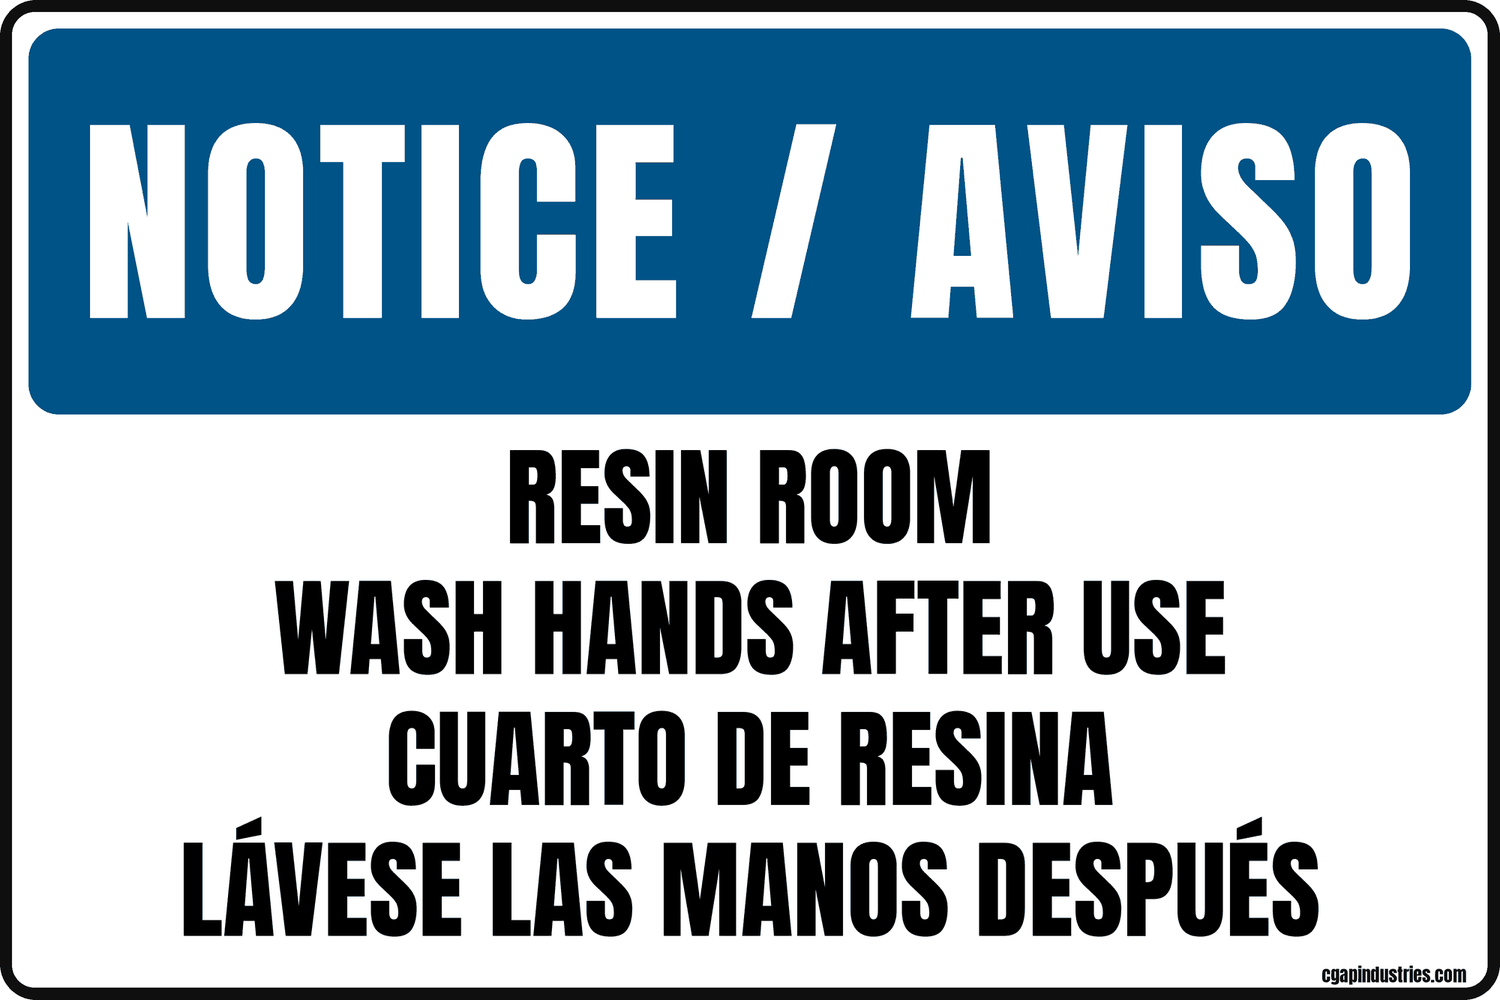 NOTICE / AVISO
RESIN ROOM
WASH HANDS AFTER USE
CUARTO DE RESINA
LÁVESE LAS MANOS DESPUÉS
cgapindustries.com